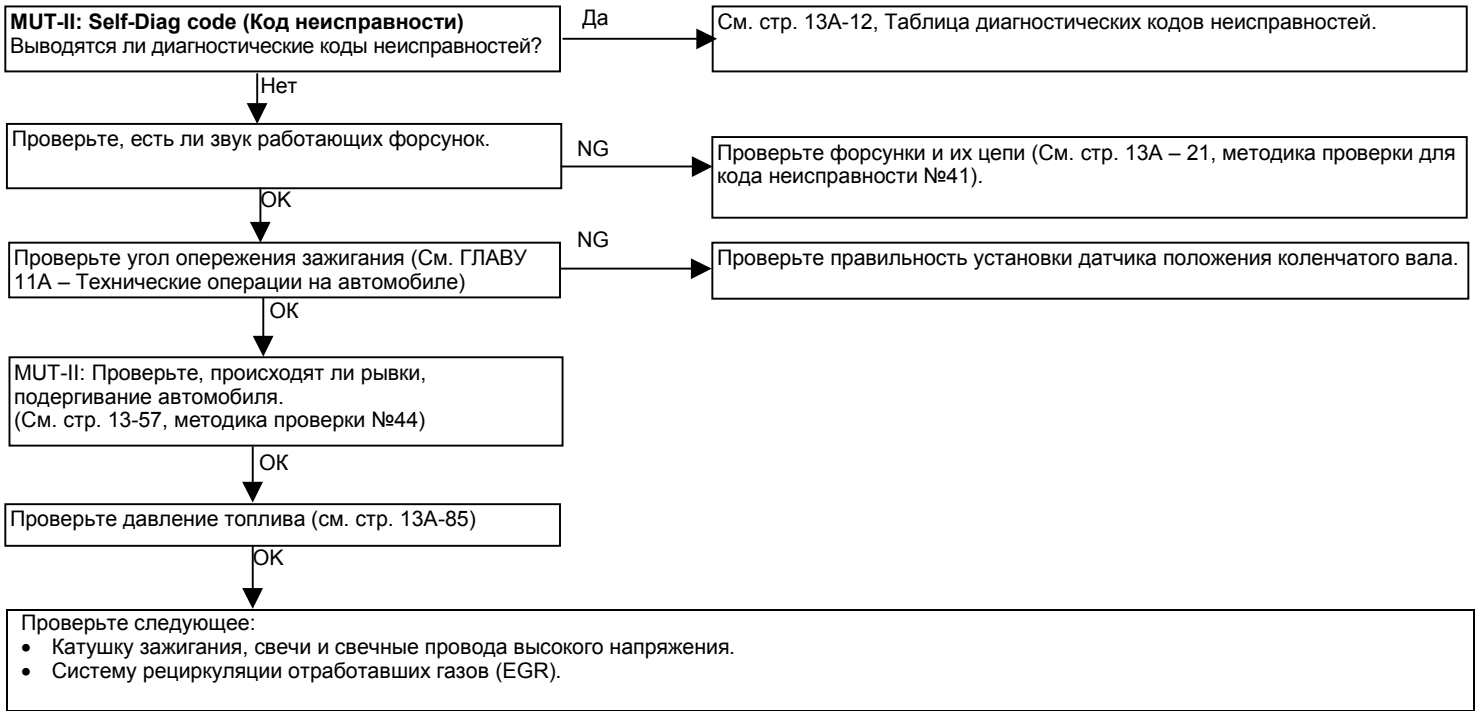 MUT-II: Self-Diag code (Код неисправности)
Выводятся ли диагностические коды неисправностей?
Да
См. стр. 13A-12, Таблица диагностических кодов неисправностей.
Нет
Проверьте, есть ли звук работающих форсунок.
NG
Проверьте форсунки и их цепи (См. стр. 13А – 21, методика проверки для
кода неисправности №41).
OK
Проверьте угол опережения зажигания (См. ГЛАВУ
11А – Технические операции на автомобиле)
NG
Проверьте правильность установки датчика положения коленчатого вала.
OK
MUT-II: Проверьте, происходят ли рывки,
подергивание автомобиля.
(См. стр. 13-57, методика проверки №44)
OK
Проверьте давление топлива (см. стр. 13А-85)
OK
Проверьте следующее:
• Катушку зажигания, свечи и свечные провода высокого напряжения.
• Систему рециркуляции отработавших газов (EGR).